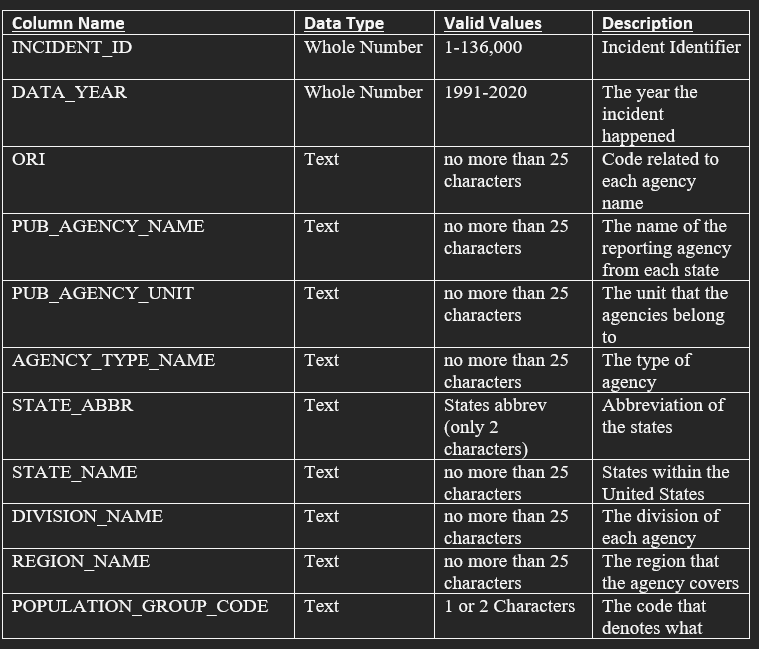 Column Name Data Type Valid Values Description
INCIDENT_ID Whole Number 1-136,000 Incident Identifier
DATA_YEAR Whole Number 1991-2020 The year the
incident
happened
ORI Text no more than 25 Code related to
characters each agency
name
PUB_AGENCY_NAME Text no more than 25 The name of the
characters reporting agency
from each state
PUB_AGENCY_UNIT Text no more than 25 The unit that the
characters agencies belong
to
AGENCY_TYPE_NAME Text no more than 25 The type of
characters agency
STATE_ABBR Text States abbrev Abbreviation of
(only 2 the states
characters)
STATE_NAME Text no more than 25 States within the
characters United States
DIVISION_NAME Text no more than 25 The division of
characters each agency
REGION_NAME Text no more than 25 The region that
characters the agency covers
POPULATION_GROUP_CODE Text 1 or 2 Characters The code that
denotes what